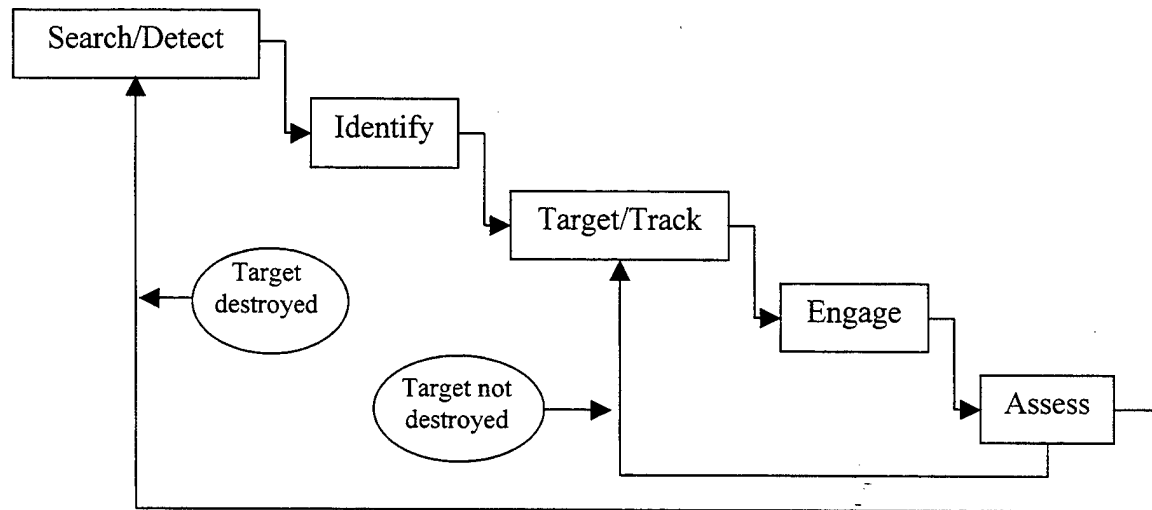 Search/Detect
Identify
Target/Track
Target
destroyed
Engage
Target not
destroyed
Assess